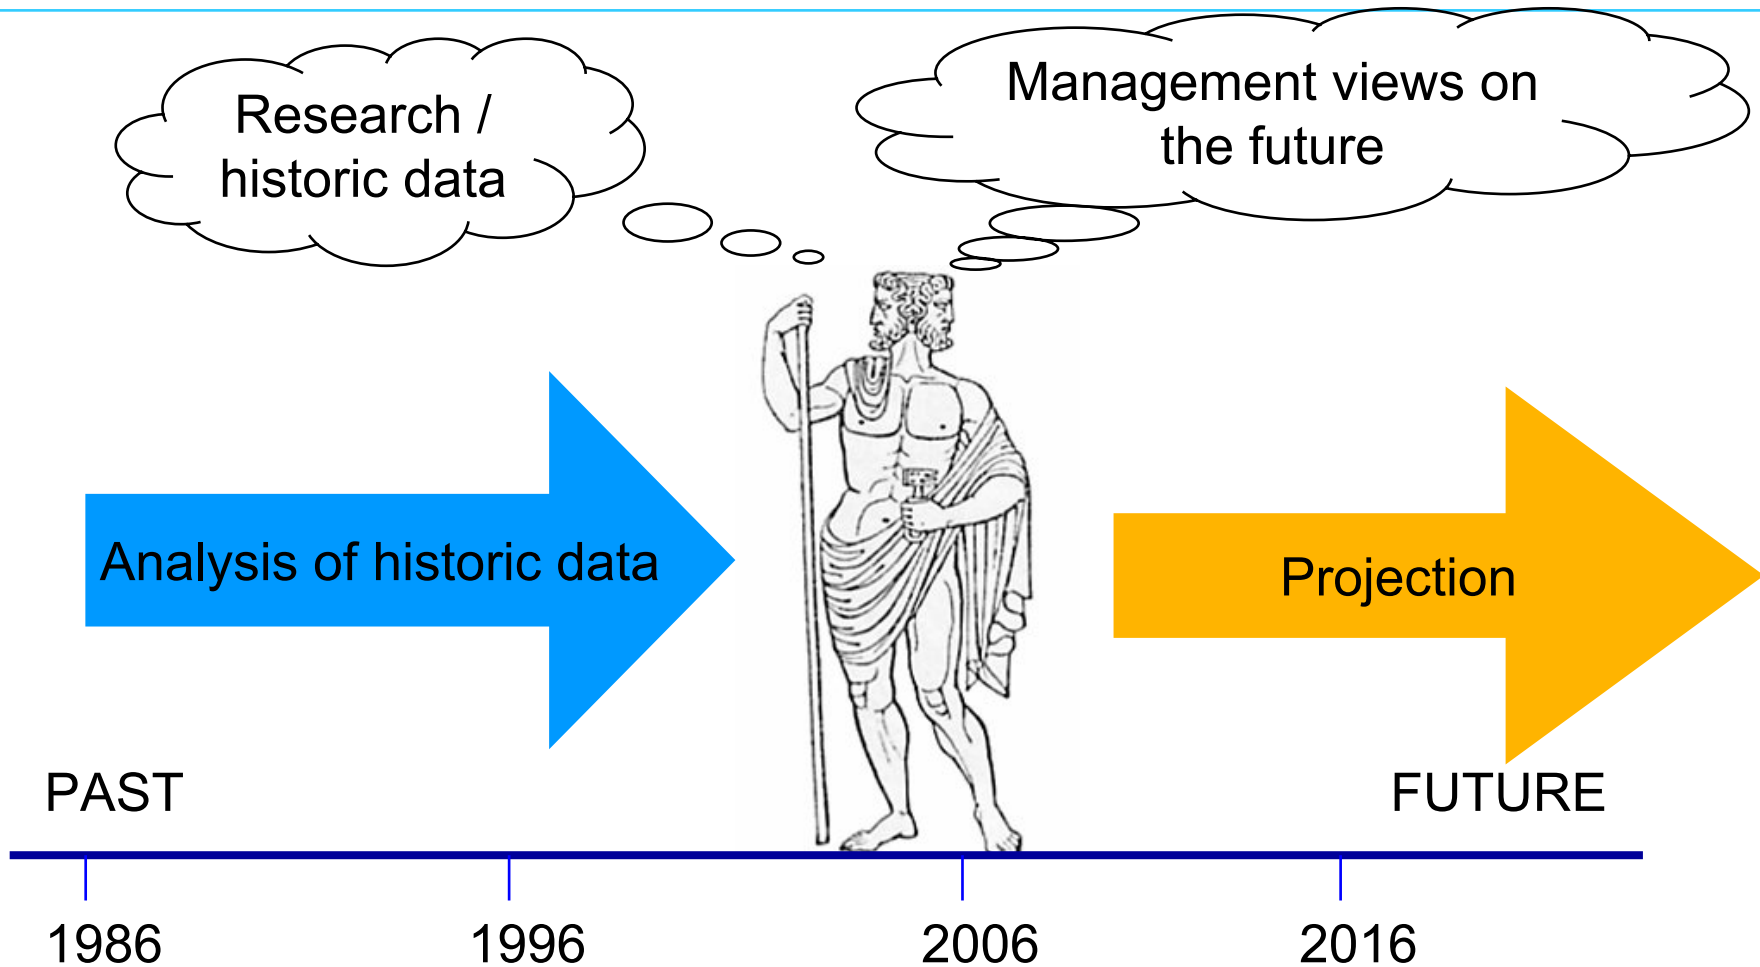 Research /
historic data
Management views on
the future
Analysis of historic data
Projection
PAST
FUTURE
1986
1996
2006
2016